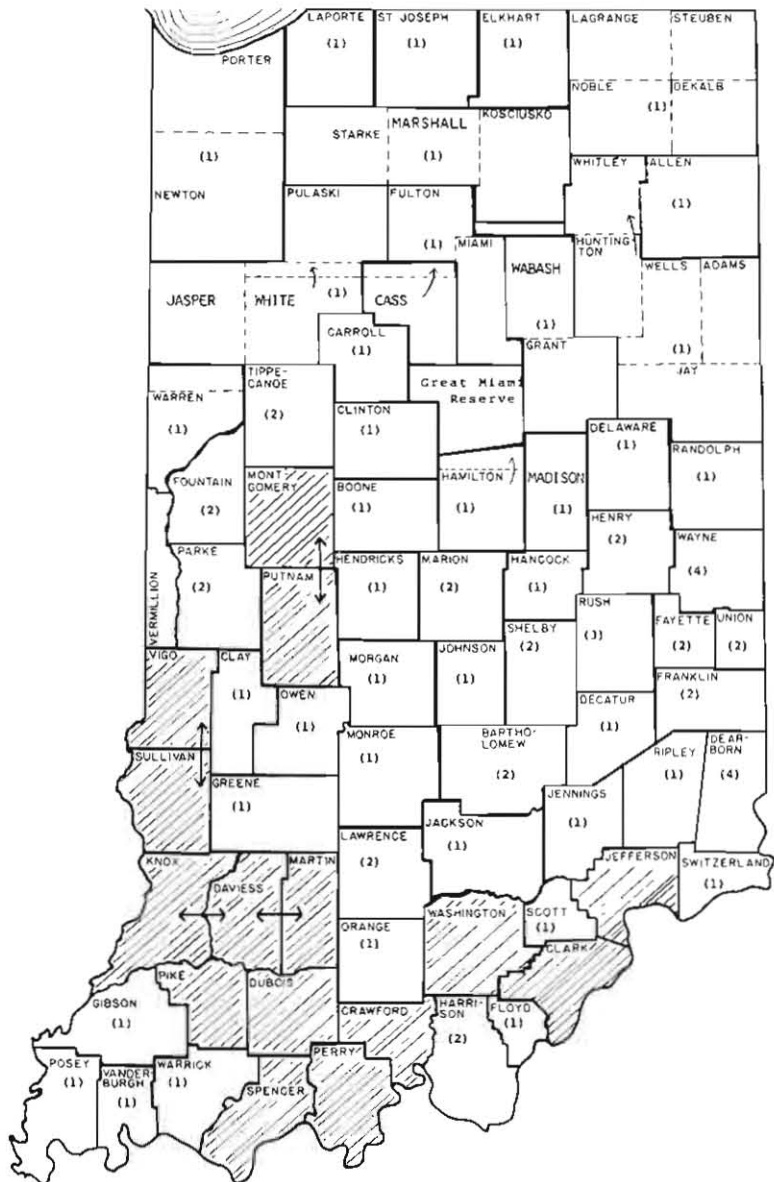 LAPORTE
(1)
ST JOSEPH
(1)
ELKHART
(1)
LAGRANGE
STEUBEN
PORTER
NOBLE
DEKALB
(1)
(1)
STARKE
MARSHALL
(1)
KOSCIUSKO
WHITLEY
ALLEN
(1)
NEWTON
PULASKI
FULTON
(1)
MIAMI
WABASH
(1)
HUNTING
TON
WELLS
ADAMS
(1)
JASPER
WHITE
(1)
CASS
CARROLL
(1)
GRANT
JAY
TIPPE-
CANOE
(2)
Great Miami
Reserve
WARREN
(1)
CLINTON
(1)
DELAWARE
(1)
RANDOLPH
(1)
FOUNTAIN
(2)
MONT
GOMERY
BOONE
(1)
HAMILTON
(1)
MADISON
(1)
HENRY
(2)
WAYNE
(4)
VERMILLION
PARKE
(2)
PUTNAM
HENDRICKS
(1)
MARION
(2)
HANCOCK
(1)
RUSH
(3)
FAYETTE
(2)
UNION
(2)
VIGO
CLAY
(1)
OWEN
(1)
MORGAN
(1)
JOHNSON
(1)
SHELBY
(2)
FRANKLIN
(2)
DECATUR
(1)
SULLIVAN
GREENE
(1)
MONROE
(1)
BARTHO-
LOMEW
(2)
RIPLEY
(1)
DEAR-
BORN
(4)
JENNINGS
(1)
KNOX
DAVIESS
MARTIN
LAWRENCE
(2)
JACKSON
(1)
JEFFERSON
SWITZERLAND
(1)
ORANGE
(1)
WASHINGTON
SCOTT
(1)
CLARK
GIBSON
(1)
PIKE
DUBOIS
CRAWFORD
HARRI-
SON
(2)
FLOYD
(1)
POSEY
(1)
VANDER-
BURGH
(1)
WARRICK
(1)
SPENCER
PERRY